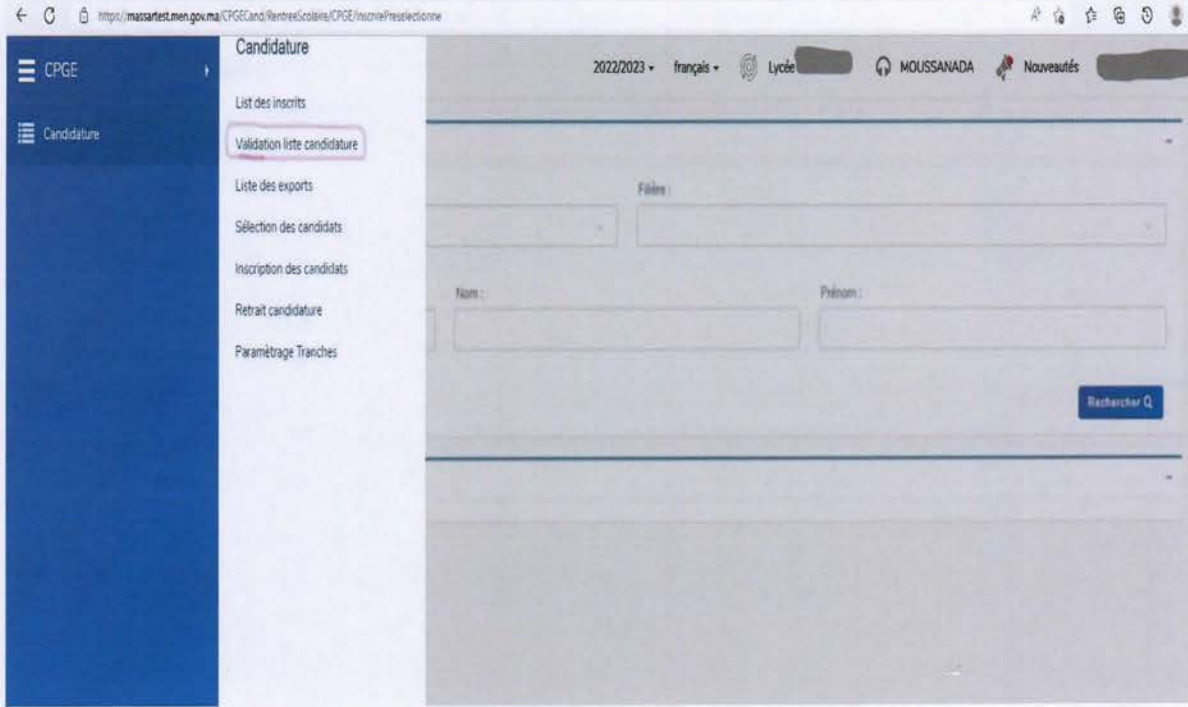 https://massartest.men.gov.ma/CPGECand/RentreeScolaire/CPGE/InscrirePreselectionne
CPGE
Candidature
Candidature
List des inscrits
Validation liste candidature
Liste des exports
Sélection des candidats
Inscription des candidats
Retrait candidature
Paramètrage Tranches
2022/2023
français
Lycée
MOUSSANADA
Nouveautés
Filière :
Nom :
Prénom :
Rechercher